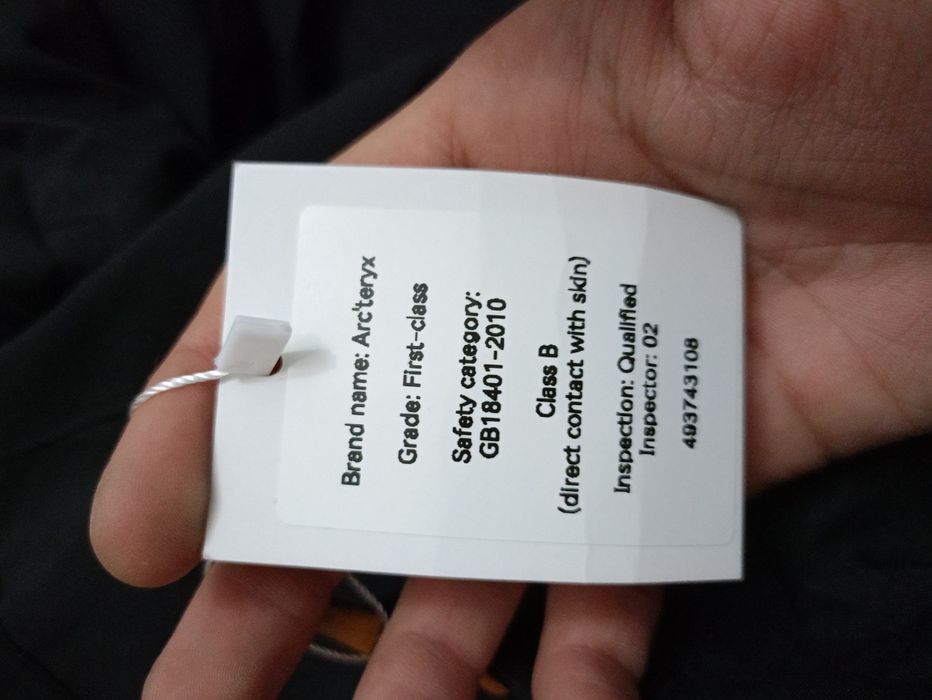 Brand name: Arc'teryx
Grade: First-class
Safety category:
GB18401-2010
Class B
(direct contact with skin)
Inspection: Qualified
Inspector: 02
493743108